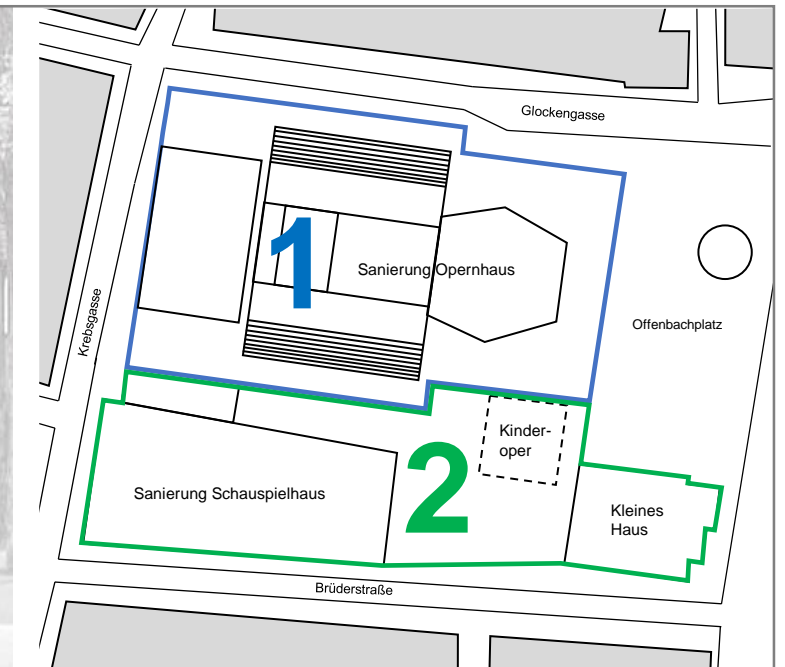 Glockengasse
1
Sanierung Opernhaus
Krebsgasse
Offenbachplatz
Kinder-
oper
2
Sanierung Schauspielhaus
Kleines
Haus
Brüderstraße